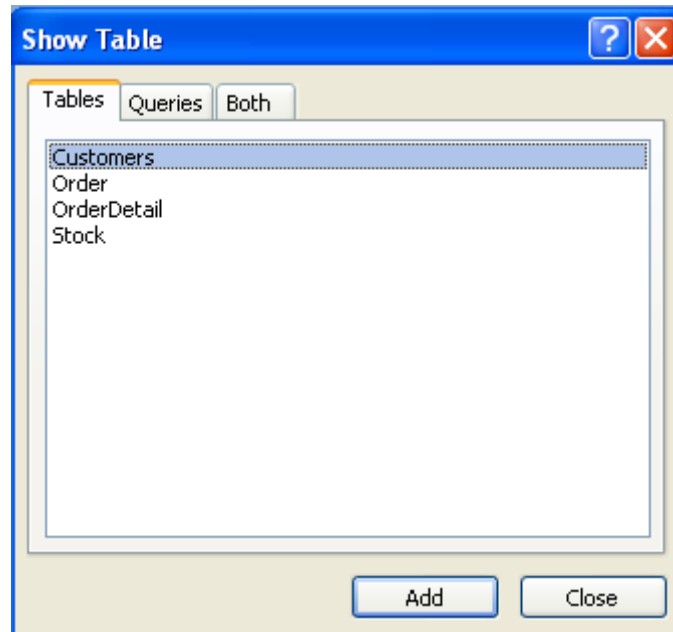 Show Table
Tables Queries Both
Customers
Order
OrderDetail
Stock
Add Close